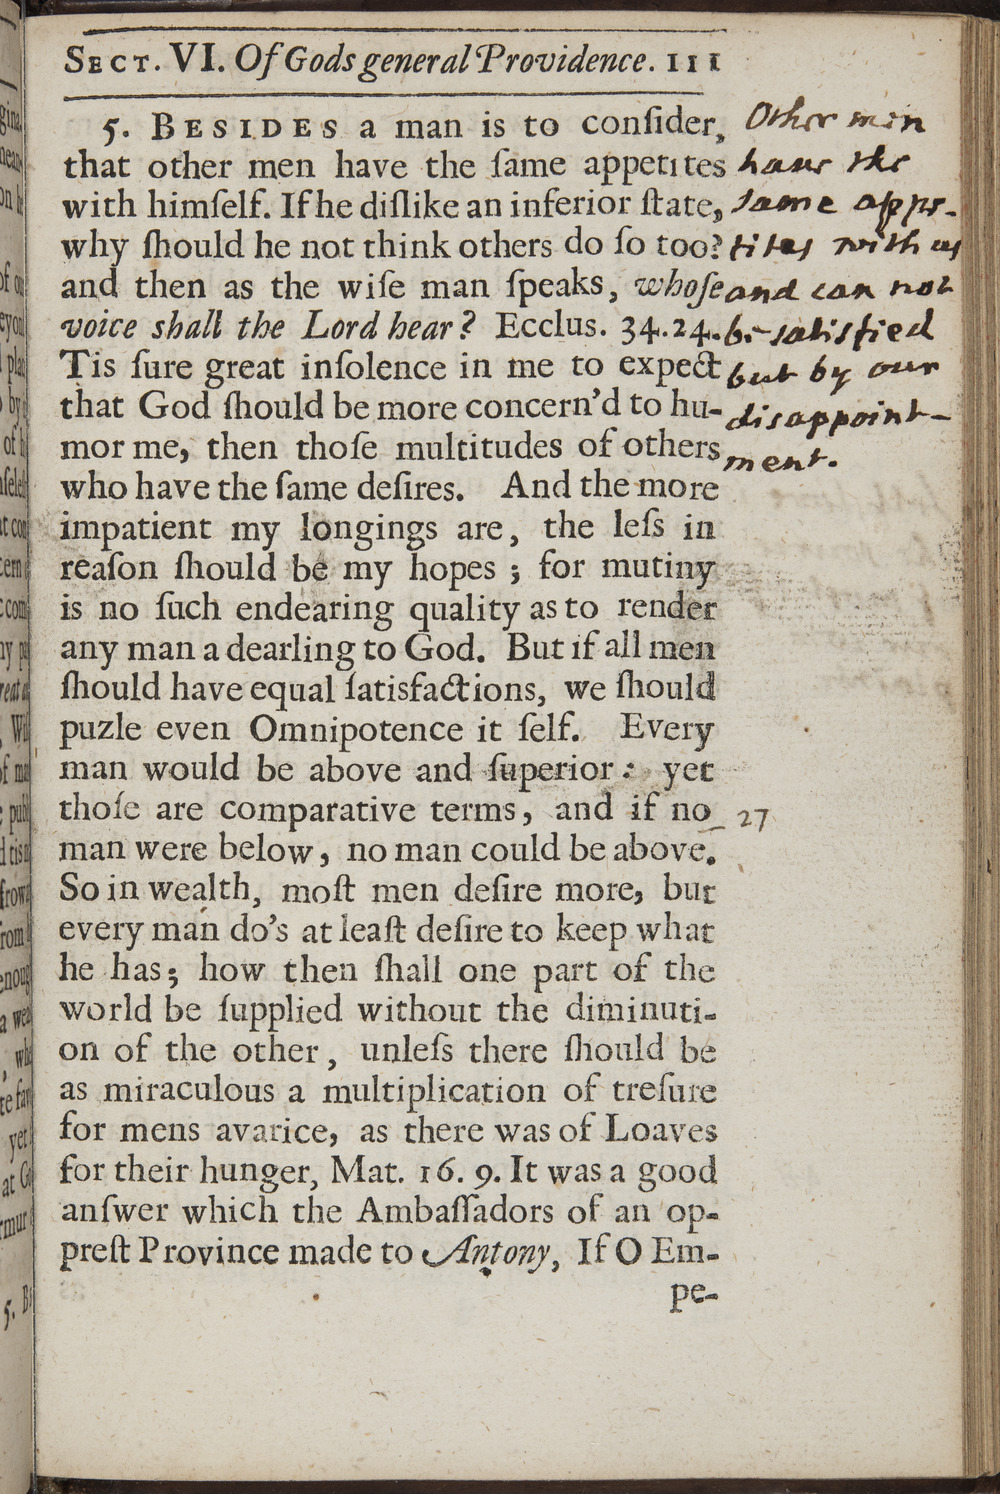 SECT. VI. Of Gods general Providence. 111
5. BESIDES a man is to conſider,
that other men have the ſame appetites
with himſelf. If he diſlike an inferior ſtate,
why ſhould he not think others do ſo too?
and then as the wiſe man ſpeaks, whoſe
voice shall the Lord hear? Ecclus. 34.24.
Tis ſure great inſolence in me to expect
that God ſhould be more concern'd to hu-
mor me, then thoſe multitudes of others
who have the ſame deſires. And the more
impatient my longings are, the leſs in
reaſon ſhould be my hopes ; for mutiny
is no ſuch endearing quality as to render
any man a dearling to God. But if all men
ſhould have equal ſatisfactions, we ſhould
puzle even Omnipotence it ſelf. Every
man would be above and ſuperior : yet
thoſe are comparative terms, and if no
man were below, no man could be above.
So in wealth, moſt men deſire more, but
every man do's at leaſt deſire to keep what
he has; how then ſhall one part of the
world be ſupplied without the diminuti-
on of the other, unleſs there ſhould be
as miraculous a multiplication of treſure
for mens avarice, as there was of Loaves
for their hunger, Mat. 16. 9. It was a good
anſwer which the Ambaſſadors of an op-
preſt Province made to Antony, If O Em-
pe-
Other men
have the
same appe-
tites with us
and can not
be satisfied
but by our
disappoint-
ment.
27